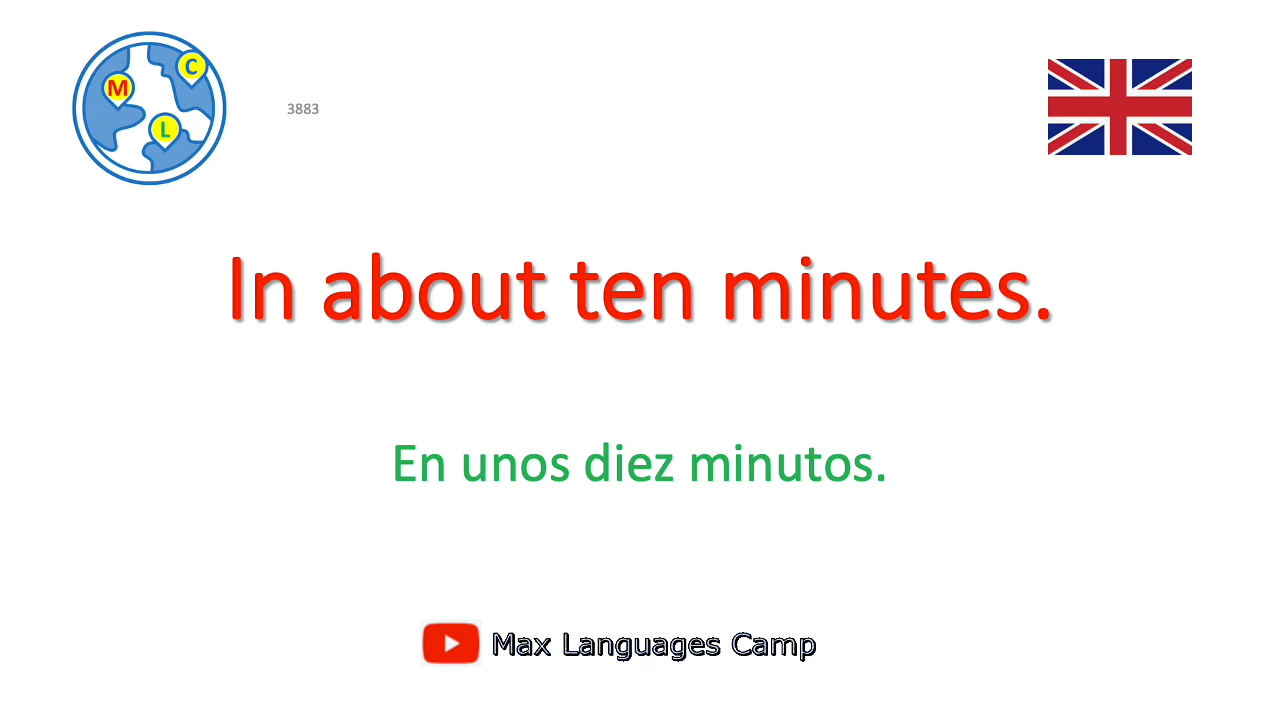 M
C
L
3883
In about ten minutes.
En unos diez minutos.
Max Languages Camp